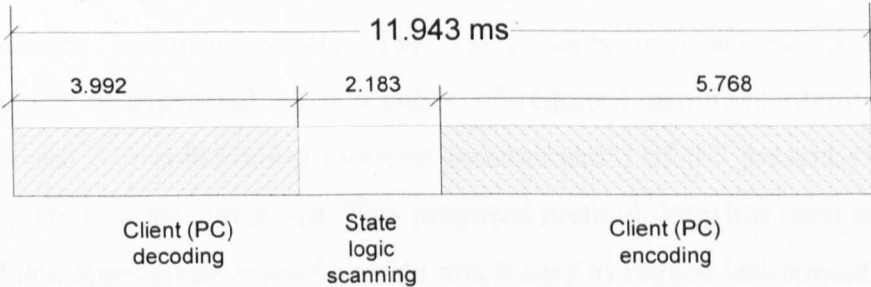 11.943 ms
3.992
2.183
5.768
Client (PC)
decoding
State
logic
scanning
Client (PC)
encoding